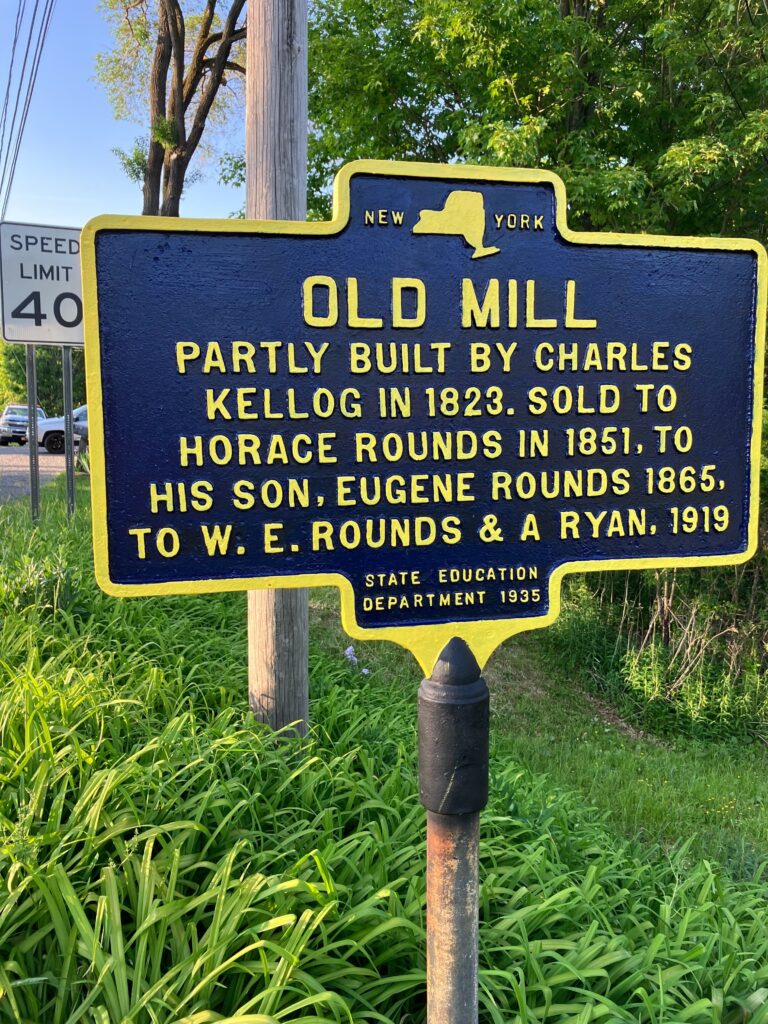 SPEED
LIMIT
40
NEW YORK
OLD MILL
PARTLY BUILT BY CHARLES
KELLOG IN 1823. SOLD TO
HORACE ROUNDS IN 1851, TO
HIS SON, EUGENE ROUNDS 1865,
TO W. E. ROUNDS & A RYAN, 1919
STATE EDUCATION
DEPARTMENT 1935